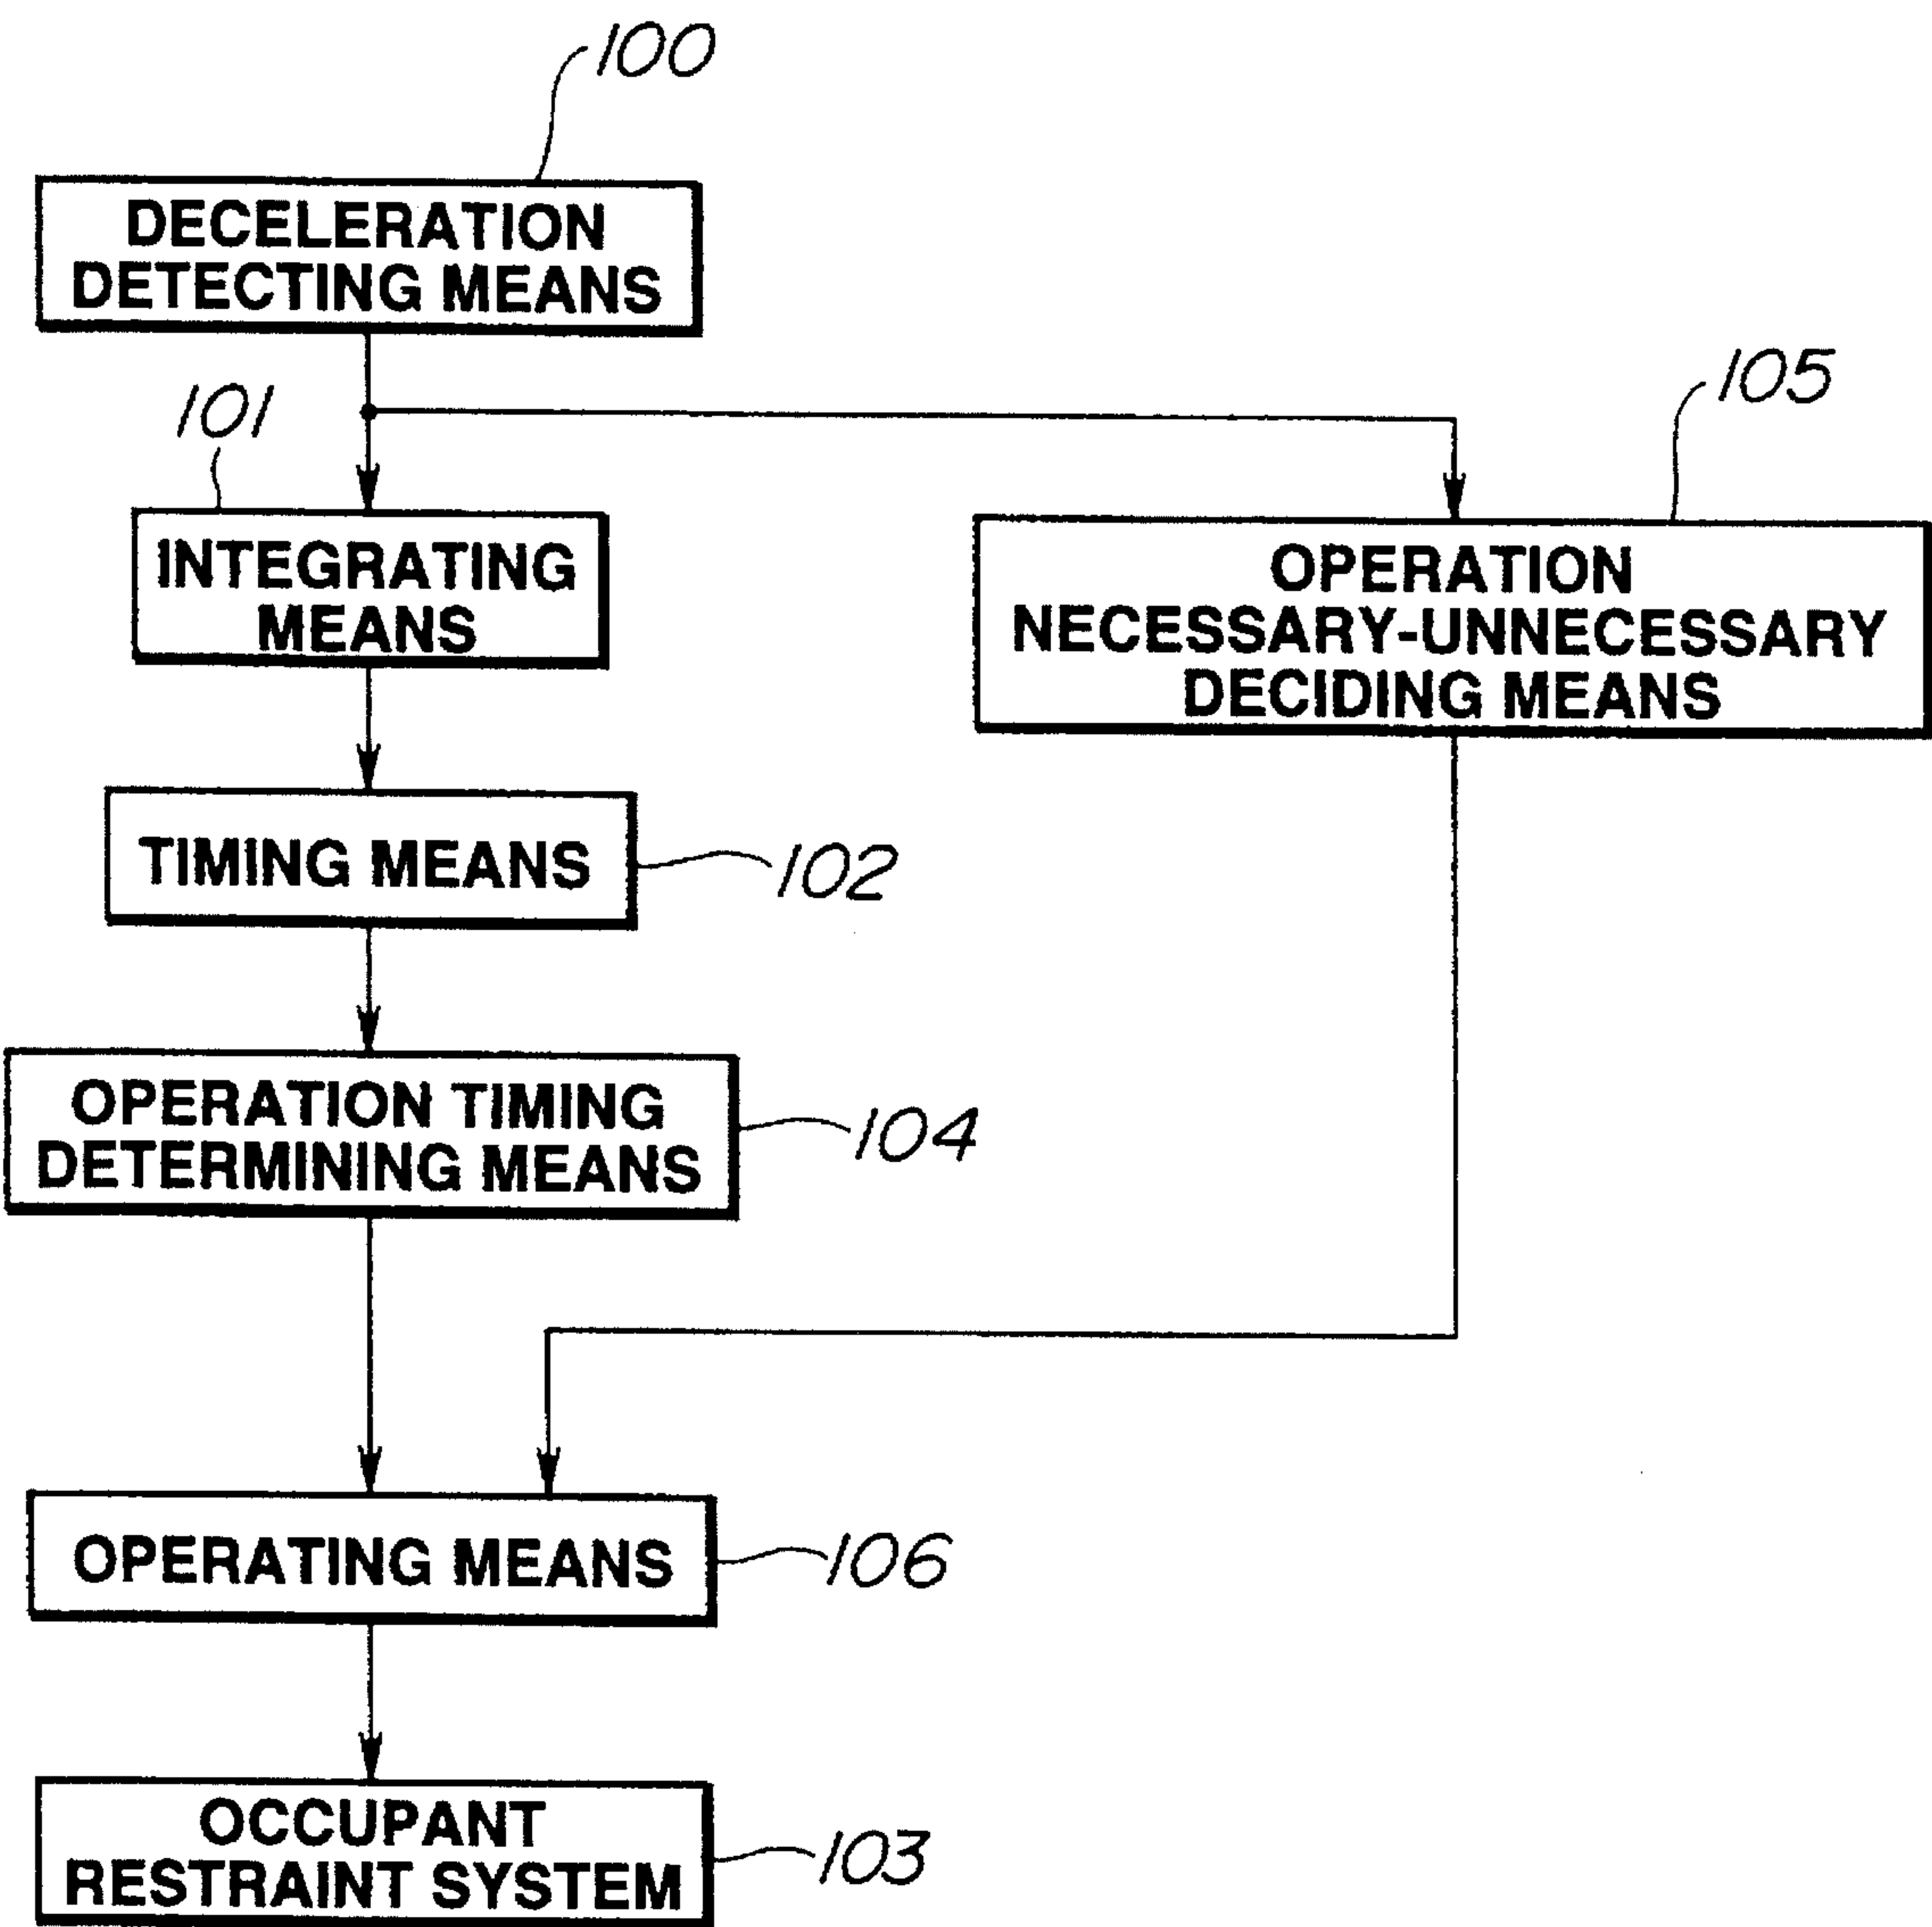 100
DECELERATION
DETECTING MEANS
101
105
INTEGRATING
MEANS
OPERATION
NECESSARY-UNNECESSARY
DECIDING MEANS
TIMING MEANS
102
OPERATION TIMING
DETERMINING MEANS
104
OPERATING MEANS
106
OCCUPANT
RESTRAINT SYSTEM
103